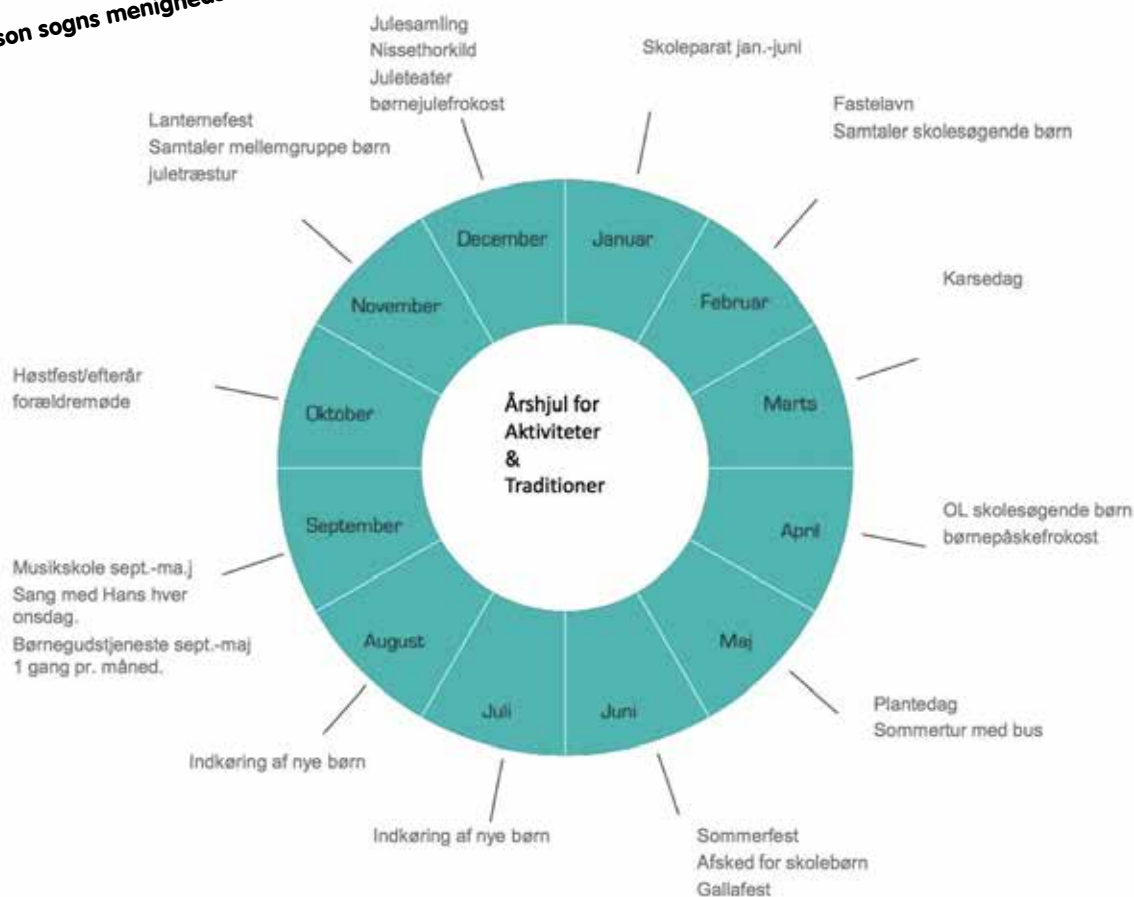 sogns
Julesamling
Nissethorkild
Juleteater
børnejulefrokost
Skoleparat jan.-juni
Fastelavn
Samtaler skolesøgende børn
Karsedag
OL skolesøgende børn
børnepåskefrokost
Plantedag
Sommertur med bus
Sommerfest
Afsked for skolebørn
Gallafest
Indkøring af nye børn
Indkøring af nye børn
Musikskole sept.-ma.j
Sang med Hans hver
onsdag.
Børnegudstjeneste sept.-maj
1 gang pr. måned.
Høstfest/efterår
forældremøde
Lanternefest
Samtaler mellemgruppe børn
juletræstur
Januar
Februar
Marts
April
Maj
Juni
Juli
August
September
Oktober
November
December
Årshjul for
Aktiviteter
&
Traditioner